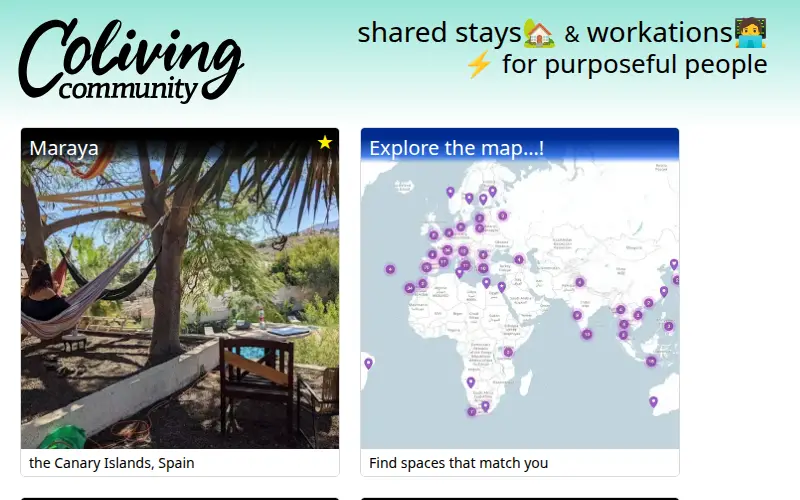 Coliving
community
shared stays🏡 & workations🧑‍💻
⚡ for purposeful people
Maraya
the Canary Islands, Spain
Explore the map...!
Find spaces that match you